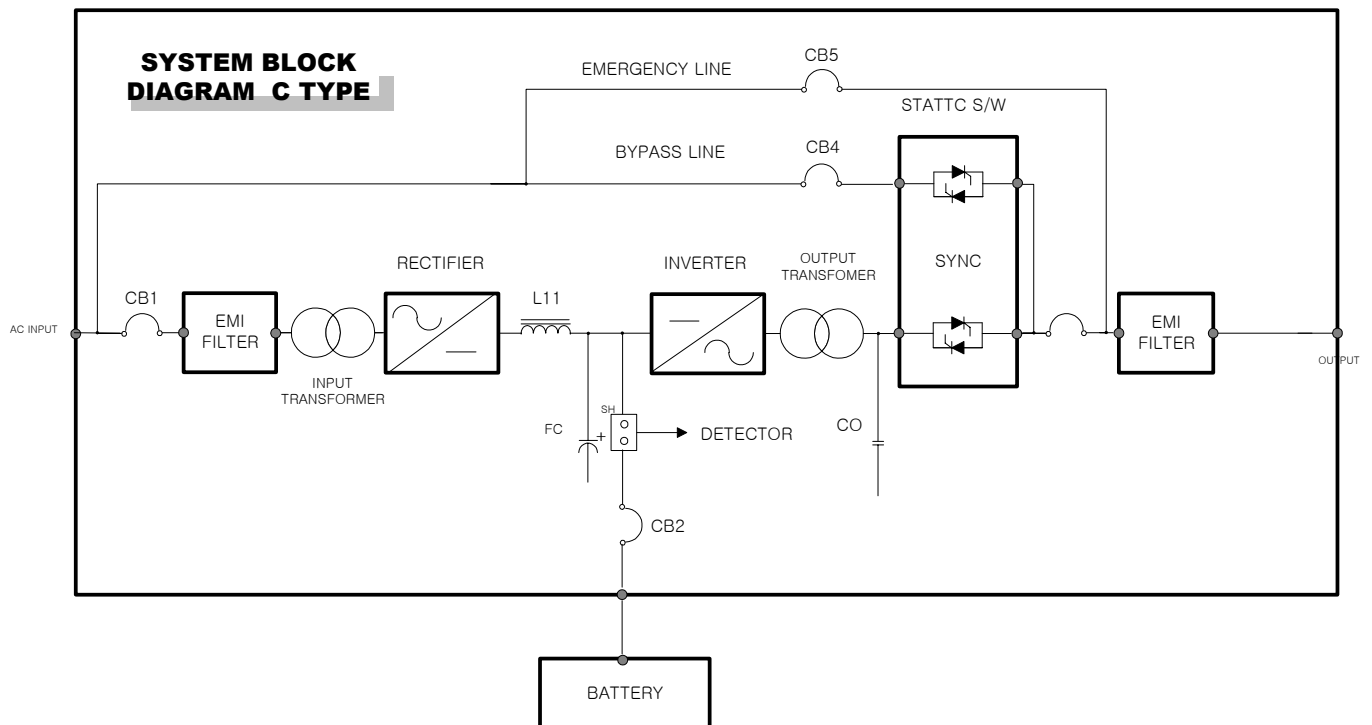 SYSTEM BLOCK
DIAGRAM C TYPE
EMERGENCY LINE
CB5
STATTC S/W
BYPASS LINE
CB4
RECTIFIER
INVERTER
OUTPUT
TRANSFOMER
SYNC
CB1
L11
AC INPUT
EMI
FILTER
EMI
FILTER
OUTPUT
INPUT
TRANSFORMER
SH
FC
+
DETECTOR
CO
CB2
BATTERY